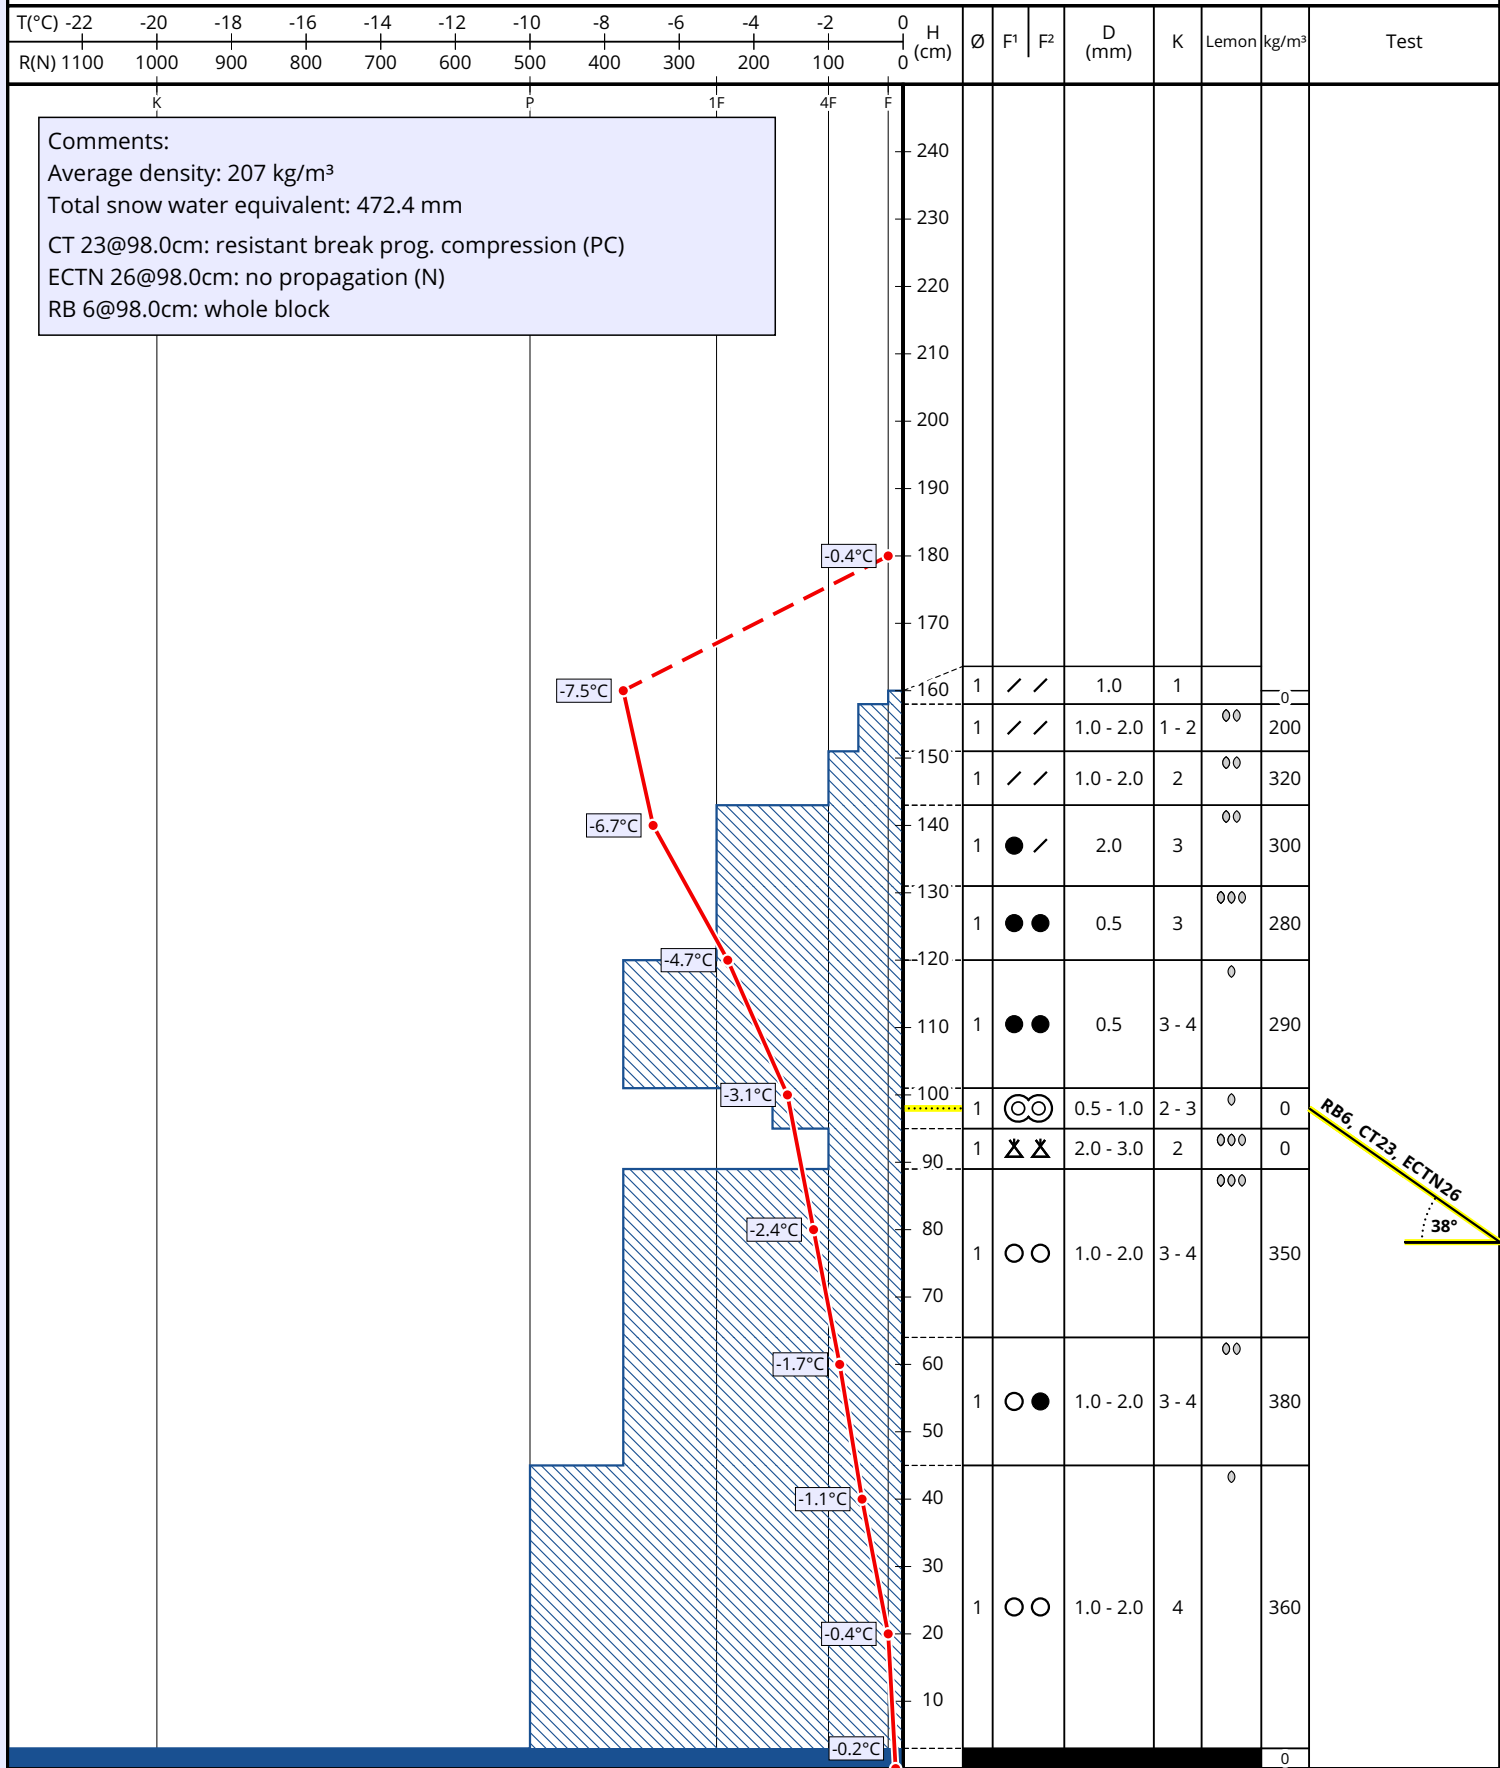 T(°C) -22 -20 -18 -16 -14 -12 -10 -8 -6 -4 -2 0
R(N) 1100 1000 900 800 700 600 500 400 300 200 100 0
H (cm) Ø F¹ F² D (mm) K Lemon kg/m³ Test
K P 1F 4F F
Comments:
Average density: 207 kg/m³
Total snow water equivalent: 472.4 mm
CT 23@98.0cm: resistant break prog. compression (PC)
ECTN 26@98.0cm: no propagation (N)
RB 6@98.0cm: whole block
240
230
220
210
200
190
-0.4°C 180
170
-7.5°C 160 1 1.0 1 0
1 1.0 - 2.0 1 - 2 200
150
1 1.0 - 2.0 2 320
-6.7°C 140
1 2.0 3 300
130
1 0.5 3 280
-4.7°C 120
110 1 0.5 3 - 4 290
-3.1°C 100
1 0.5 - 1.0 2 - 3 0
RB6, CT23, ECTN26
38°
90 1 2.0 - 3.0 2 0
-2.4°C 80
1 1.0 - 2.0 3 - 4 350
70
-1.7°C 60
1 1.0 - 2.0 3 - 4 380
50
-1.1°C 40
30
1 1.0 - 2.0 4 360
-0.4°C 20
10
-0.2°C 0